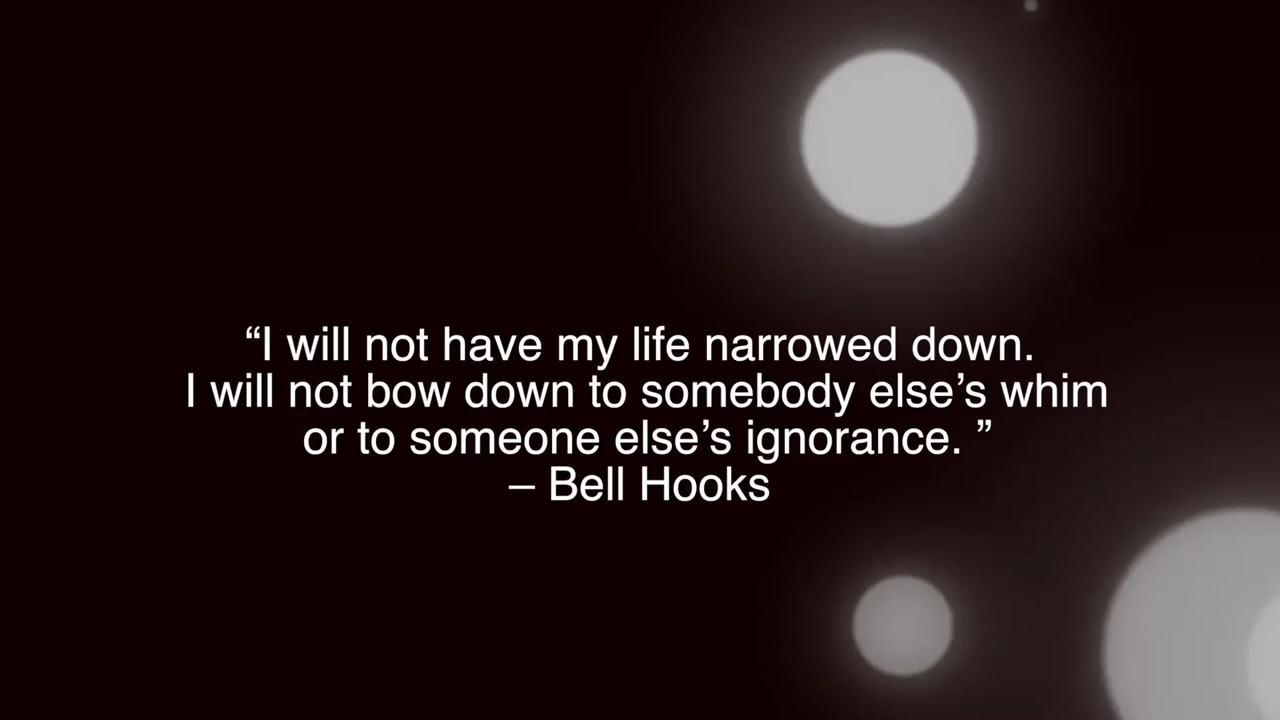 “I will not have my life narrowed down.
I will not bow down to somebody else’s whim
or to someone else’s ignorance. ”
– Bell Hooks